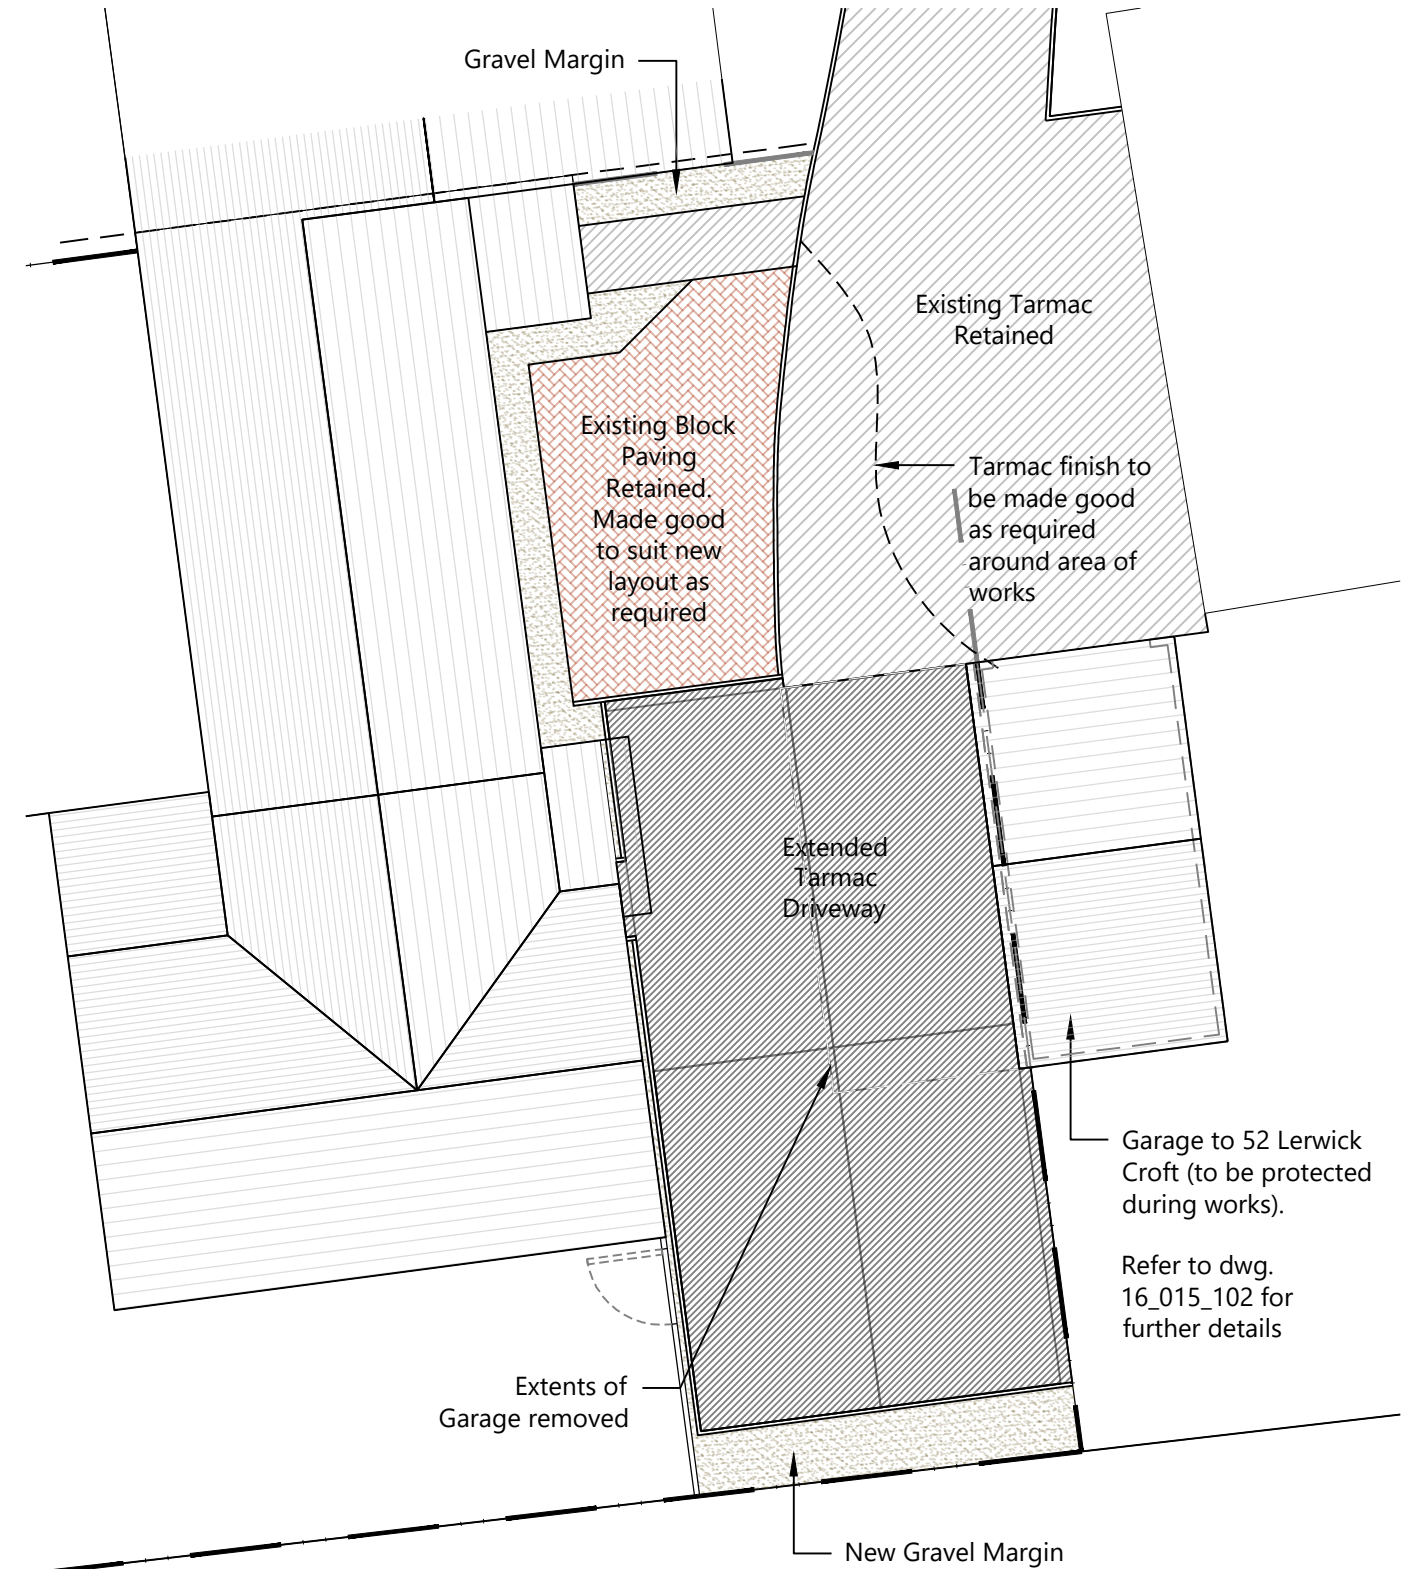 Gravel Margin
Existing Tarmac
Retained
Existing Block
Paving
Retained.
Made good
to suit new
layout as
required
Tarmac finish to
be made good
as required
around area of
works
Extended
Tarmac
Driveway
Garage to 52 Lerwick
Croft (to be protected
during works).
Refer to dwg.
16_015_102 for
further details
Extents of
Garage removed
New Gravel Margin